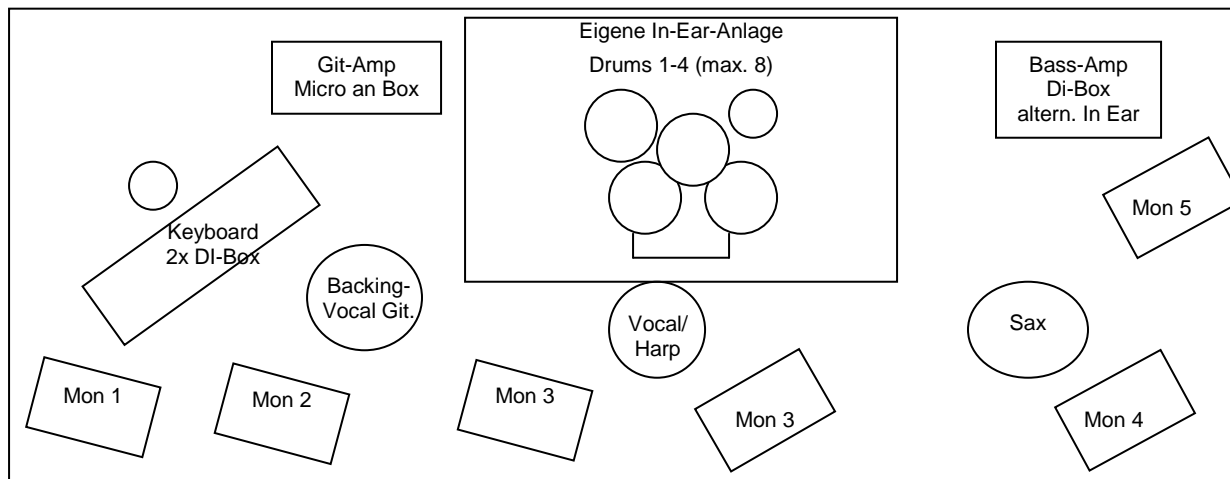 Eigene In-Ear-Anlage
Drums 1-4 (max. 8)
Git-Amp
Micro an Box
Bass-Amp
Di-Box
altern. In Ear
Mon 5
Keyboard
2x DI-Box
Backing-
Vocal Git.
Vocal/
Harp
Sax
Mon 1
Mon 2
Mon 3
Mon 3
Mon 4